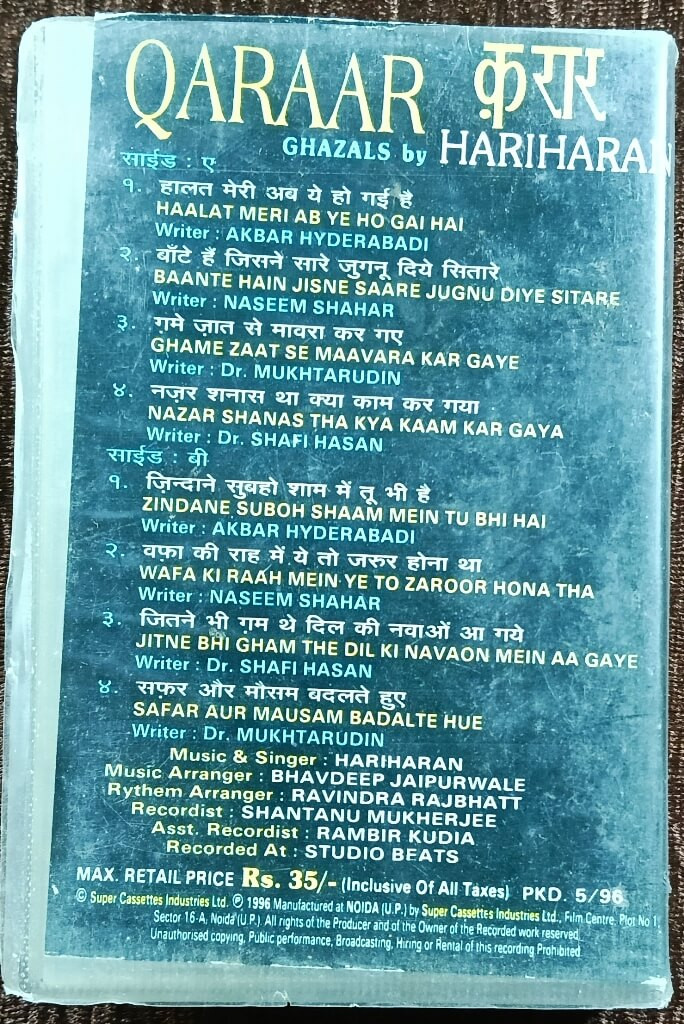 QARAAR क़रार
GHAZALS by HARIHARAN
साईड : ए
१. हालत मेरी अब ये हो गई है
HAALAT MERI AB YE HO GAI HAI
Writer : AKBAR HYDERABADI
२. बाँटे हैं जिसने सारे जुगनू दिये सितारे
BAANTE HAIN JISNE SAARE JUGNU DIYE SITARE
Writer : NASEEM SHAHAR
३. ग़मे ज़ात से मावरा कर गए
GHAME ZAAT SE MAAVARA KAR GAYE
Writer : Dr. MUKHTARUDIN
४. नज़र शनास था क्या काम कर गया
NAZAR SHANAS THA KYA KAAM KAR GAYA
Writer : Dr. SHAFI HASAN
साईड : बी
१. ज़िन्दाने सुबहो शाम में तू भी है
ZINDANE SUBOH SHAAM MEIN TU BHI HAI
Writer : AKBAR HYDERABADI
२. वफ़ा की राह में ये तो जरुर होना था
WAFA KI RAAH MEIN YE TO ZAROOR HONA THA
Writer : NASEEM SHAHAR
३. जितने भी ग़म थे दिल की नवाओं आ गये
JITNE BHI GHAM THE DIL KI NAVAON MEIN AA GAYE
Writer : Dr. SHAFI HASAN
४. सफ़र और मौसम बदलते हुए
SAFAR AUR MAUSAM BADALTE HUE
Writer : Dr. MUKHTARUDIN
Music & Singer : HARIHARAN
Music Arranger : BHAVDEEP JAIPURWALE
Rythem Arranger : RAVINDRA RAJBHATT
Recordist : SHANTANU MUKHERJEE
Asst. Recordist : RAMBIR KUDIA
Recorded At : STUDIO BEATS
MAX. RETAIL PRICE Rs. 35/- (Inclusive Of All Taxes) PKD. 5/96
© Super Cassettes Industries Ltd. ℗ 1996 Manufactured at NOIDA (U.P.) by Super Cassettes Industries Ltd., Film Centre, Plot No 1,
Sector 16-A, Noida (U.P.) All rights of the Producer and of the Owner of the Recorded work reserved.
Unauthorised copying, Public performance, Broadcasting, Hiring or Rental of this recording Prohibited